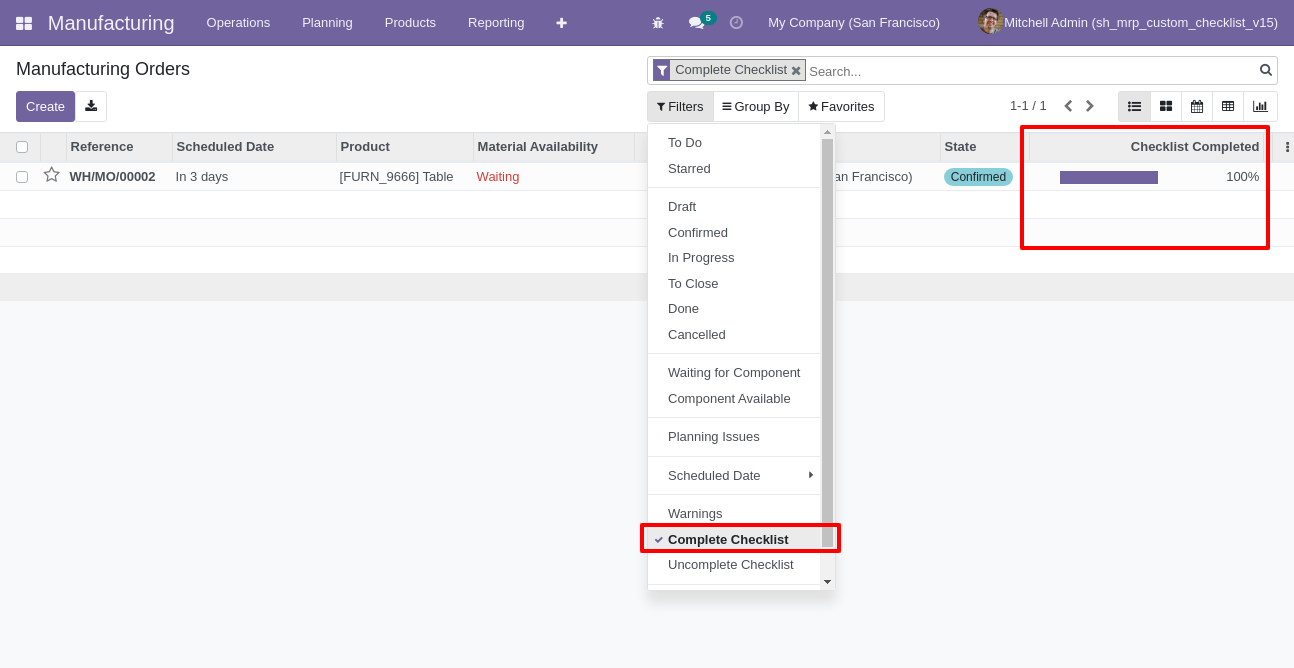 Manufacturing Operations Planning Products Reporting 5 My Company (San Francisco) Mitchell Admin (sh_mrp_custom_checklist_v15)
Manufacturing Orders
Complete Checklist Search...
Create
Filters Group By Favorites 1-1 / 1
Reference Scheduled Date Product Material Availability State Checklist Completed
WH/MO/00002 In 3 days [FURN_9666] Table Waiting an Francisco) Confirmed 100%
To Do
Starred
Draft
Confirmed
In Progress
To Close
Done
Cancelled
Waiting for Component
Component Available
Planning Issues
Scheduled Date
Warnings
Complete Checklist
Uncomplete Checklist